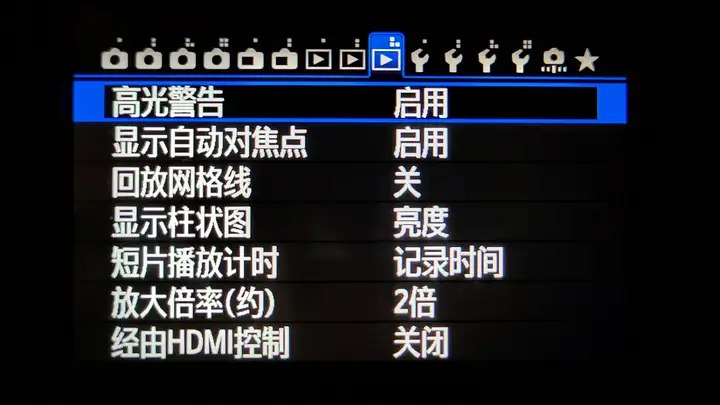 高光警告 启用
显示自动对焦点 启用
回放网格线 关
显示柱状图 亮度
短片播放计时 记录时间
放大倍率(约) 2倍
经由HDMI控制 关闭